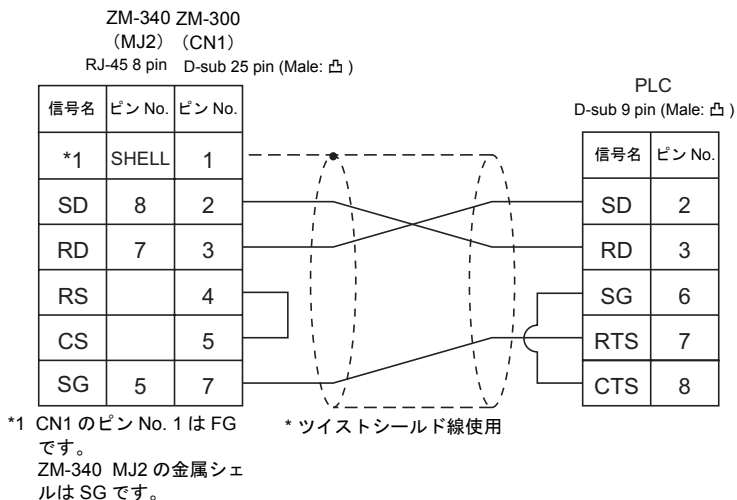 ZM-340 ZM-300
（MJ2） （CN1）
RJ-45 8 pin D-sub 25 pin (Male: 凸 )
信号名 ピン No. ピン No.
*1 SHELL 1
SD 8 2
RD 7 3
RS 4
CS 5
SG 5 7
PLC
D-sub 9 pin (Male: 凸 )
信号名 ピン No.
SD 2
RD 3
SG 6
RTS 7
CTS 8
*1 CN1 のピン No. 1 は FG
です。
ZM-340 MJ2 の金属シェ
ルは SG です。
* ツイストシールド線使用